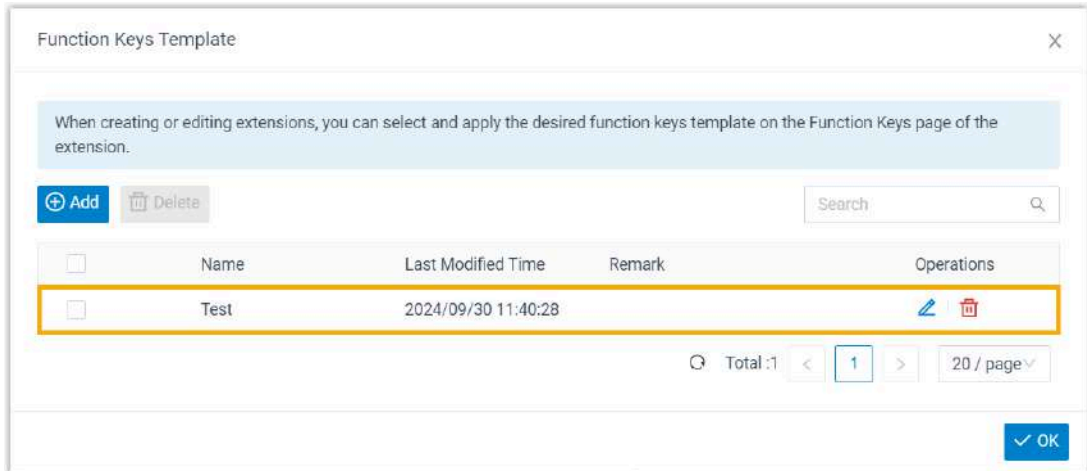 Function Keys Template
When creating or editing extensions, you can select and apply the desired function keys template on the Function Keys page of the
extension.
Add Delete Search
Name Last Modified Time Remark Operations
Test 2024/09/30 11:40:28
Total :1 < 1 > 20 / page
OK